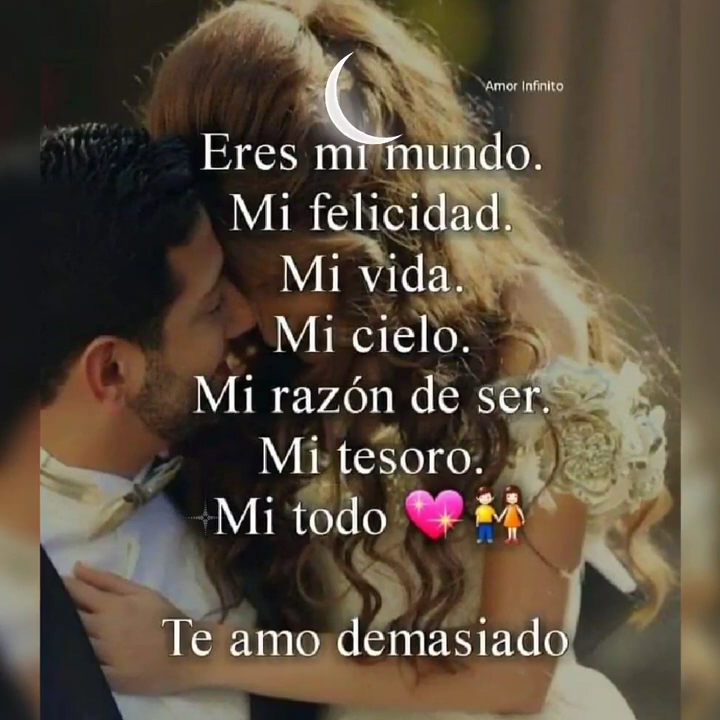 Amor Infinito
Eres mi mundo.
Mi felicidad.
Mi vida.
Mi cielo.
Mi razón de ser.
Mi tesoro.
Mi todo 💖👫
Te amo demasiado